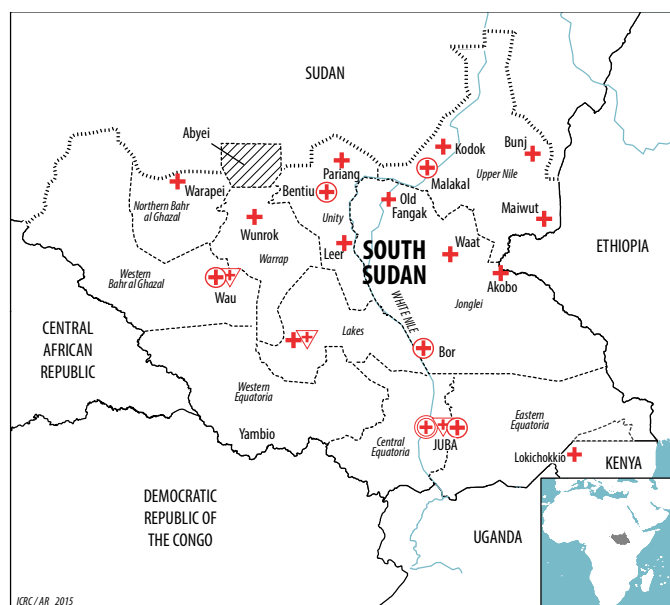 SUDAN
Abyei
Kodok
Bunj
Pariang
Malakal
Warapei
Bentiu
Upper Nile
Northern Bahr
al Ghazal
Old
Fangak
Maiwut
Unity
Wunrok
Leer
SOUTH
SUDAN
Waat
ETHIOPIA
Warrap
Western
Bahr al Ghazal
Akobo
Wau
WHITE NILE
Jonglei
CENTRAL
AFRICAN
REPUBLIC
Lakes
Bor
Western
Equatoria
Eastern
Equatoria
Yambio
Central
Equatoria
JUBA
Lokichokkio
KENYA
DEMOCRATIC
REPUBLIC OF
THE CONGO
UGANDA
ICRC / AR 2015